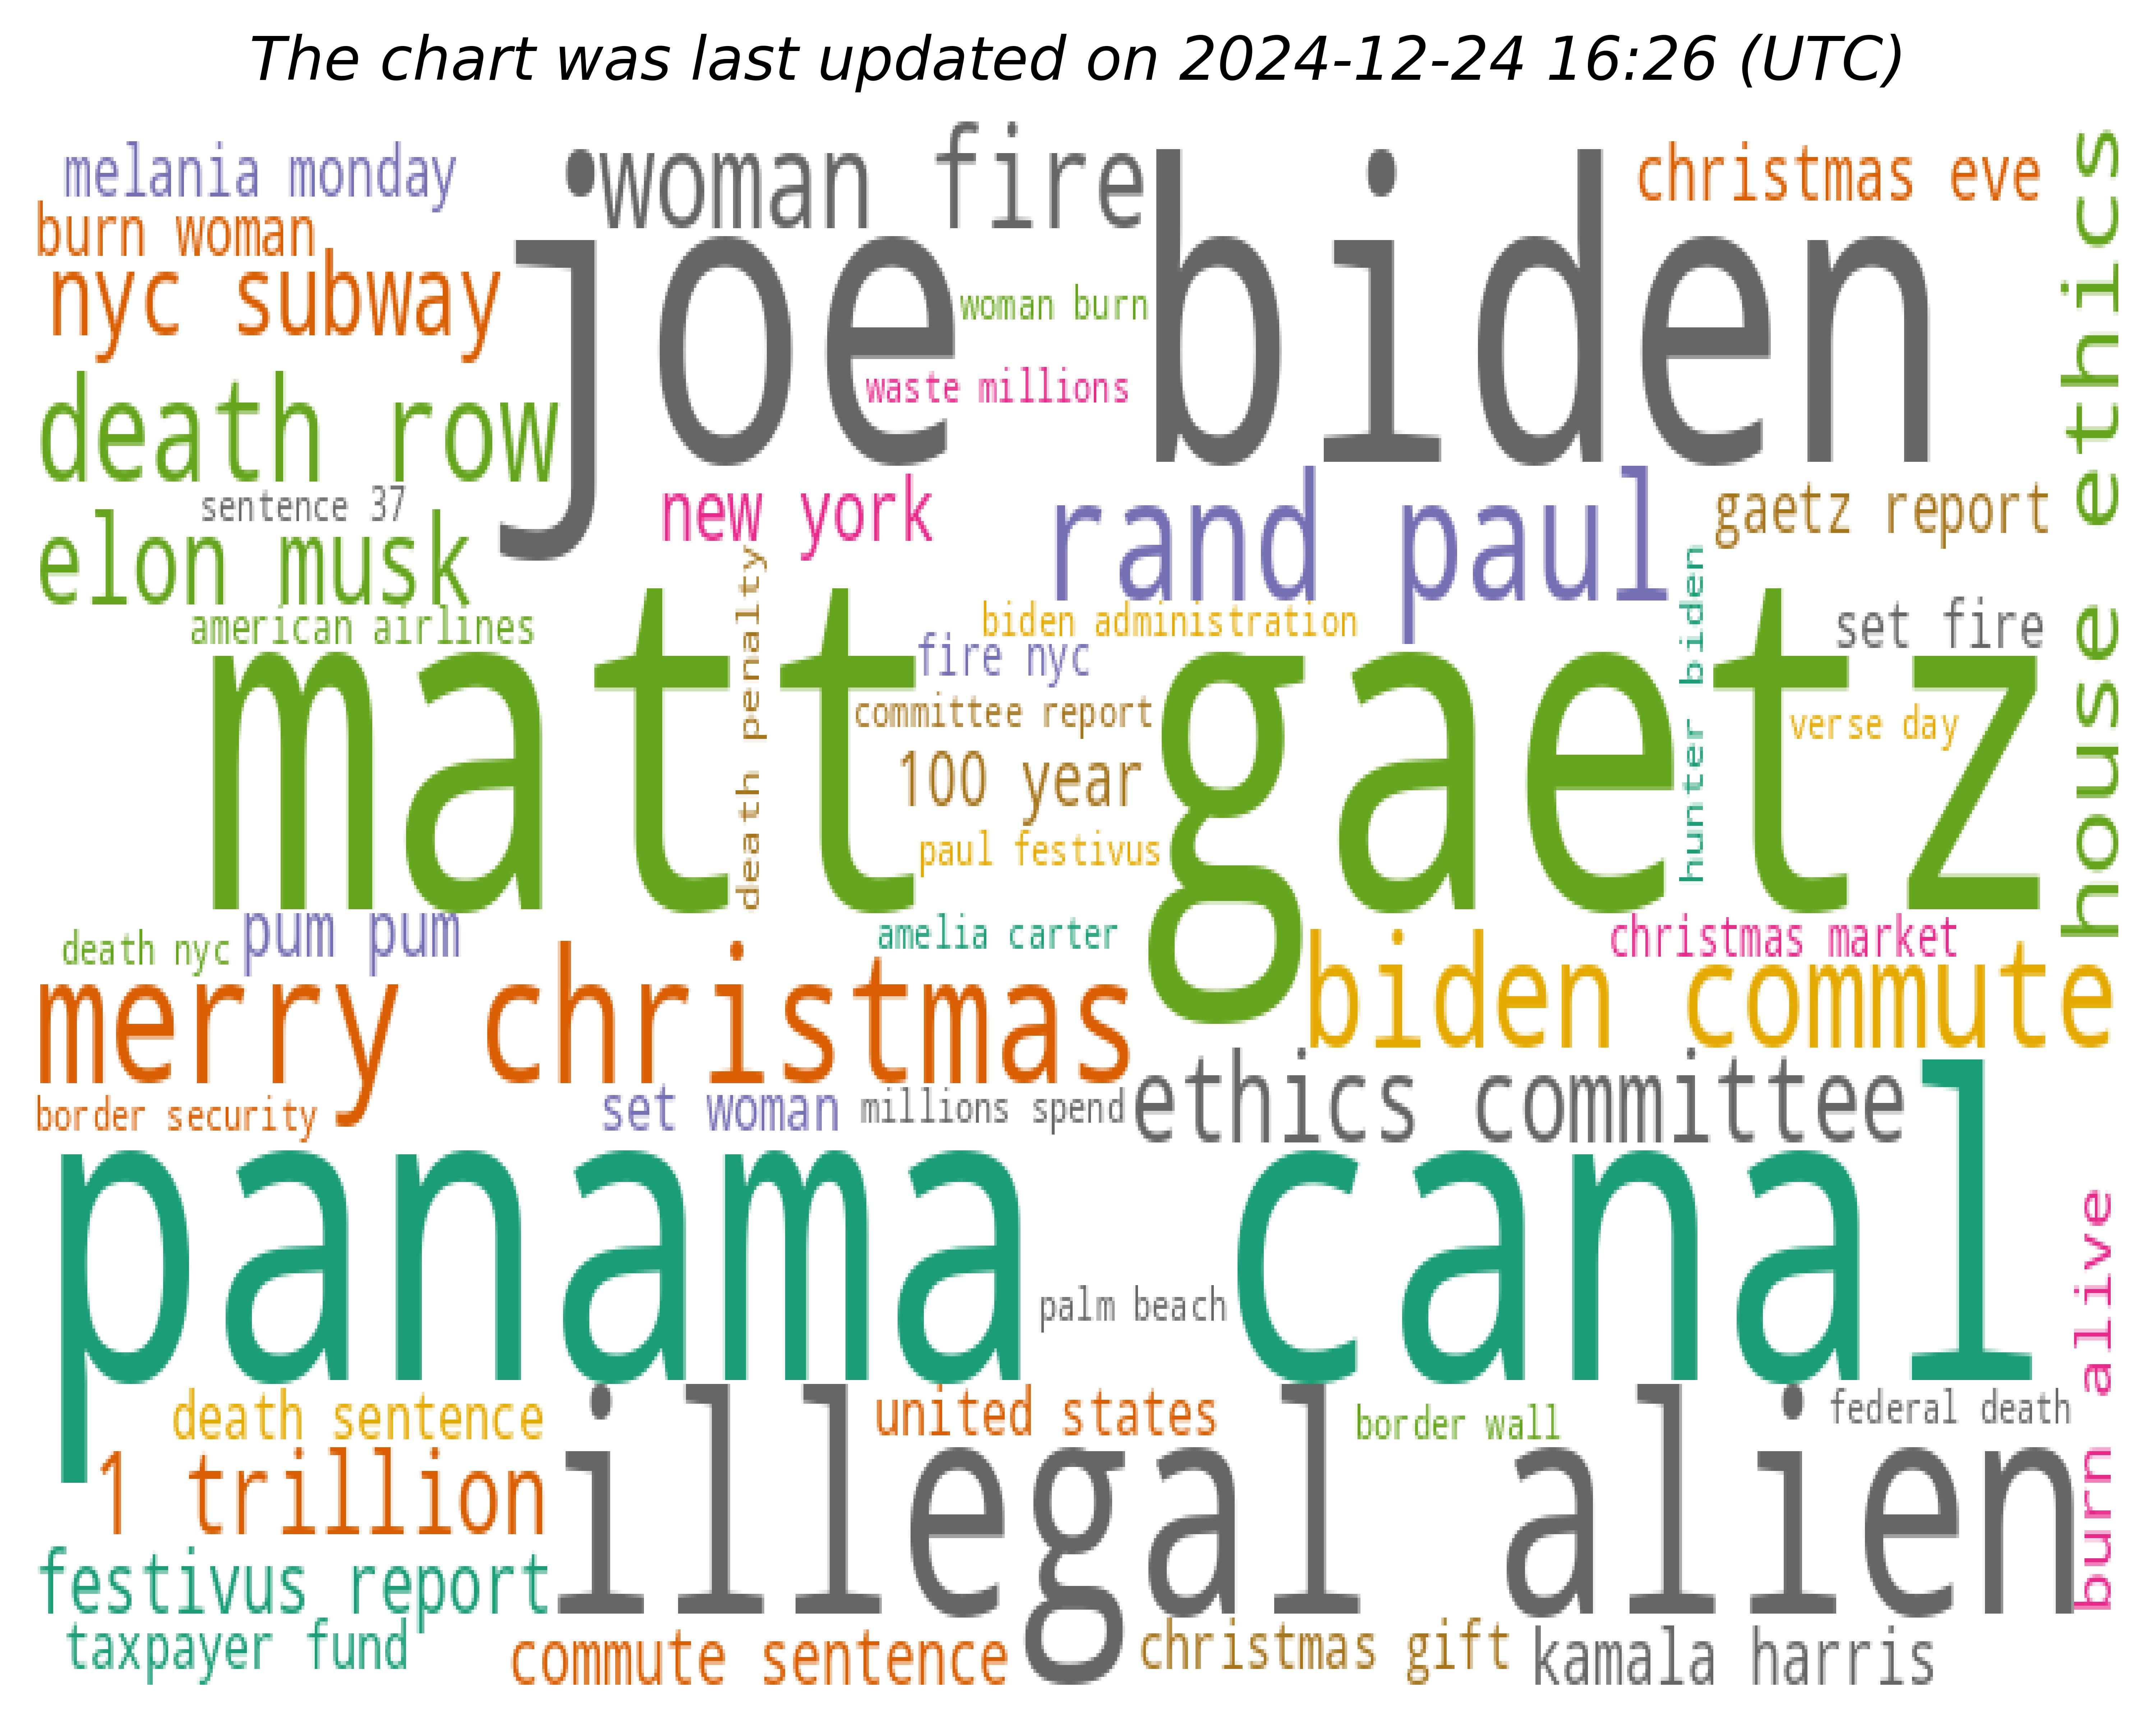 The chart was last updated on 2024-12-24 16:26 (UTC)
melania monday
woman fire
christmas eve
burn woman
nyc subway
joe biden
woman burn
waste millions
house ethics
death row
sentence 37
new york
rand paul
gaetz report
elon musk
american airlines
death penalty
biden administration
hunter biden
set fire
matt gaetz
fire nyc
committee report
verse day
100 year
paul festivus
death nyc
pum pum
amelia carter
christmas market
merry christmas
biden commute
border security
set woman
millions spend
ethics committee
panama canal
palm beach
burn alive
death sentence
united states
border wall
federal death
1 trillion
illegal alien
festivus report
taxpayer fund
commute sentence
christmas gift
kamala harris